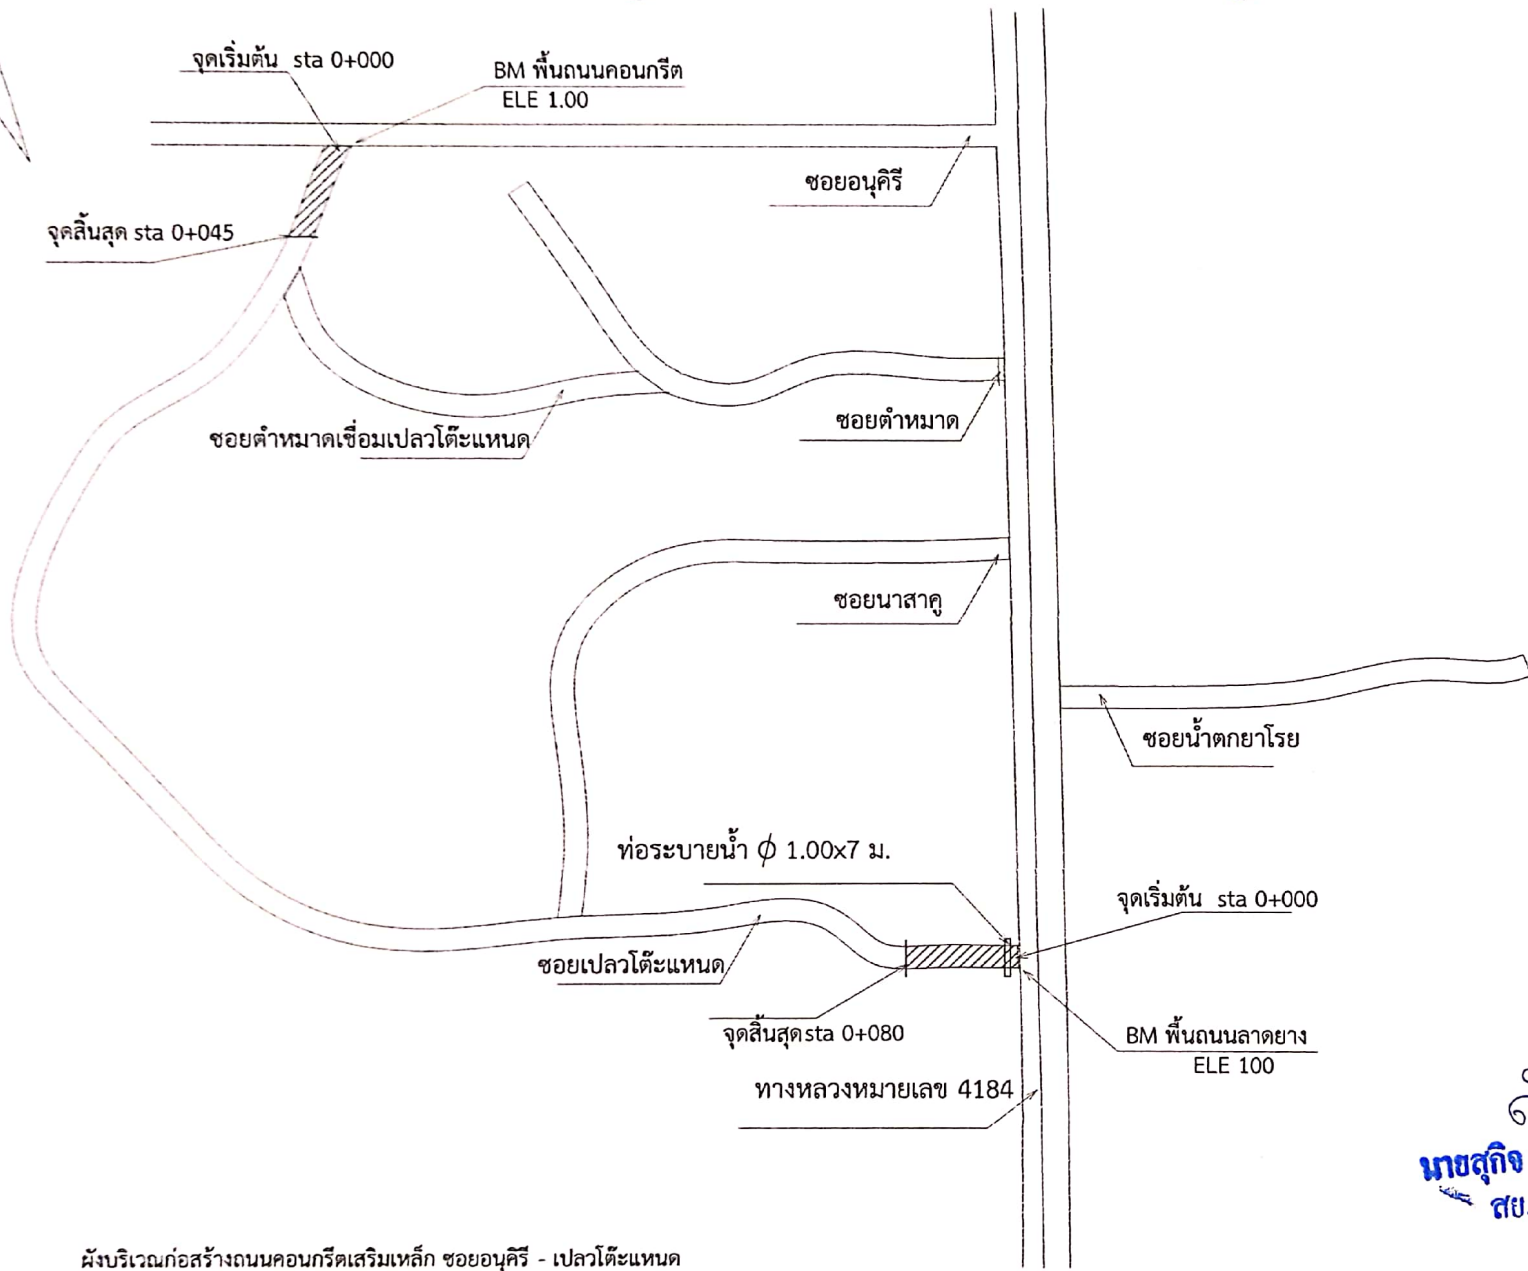 จุดเริ่มต้น sta 0+000
BM พื้นถนนคอนกรีต
ELE 1.00
ซอยอนุคิรี
จุดสิ้นสุด sta 0+045
ซอยตำหมาดเชื่อมเปลวโต๊ะแหนด
ซอยตำหมาด
ซอยนาสาคู
ซอยน้ำตกยาโรย
ท่อระบายน้ำ ϕ 1.00x7 ม.
จุดเริ่มต้น sta 0+000
ซอยเปลวโต๊ะแหนด
จุดสิ้นสุดsta 0+080
BM พื้นถนนลาดยาง
ELE 100
ทางหลวงหมายเลข 4184
นายสุกิจ
สย.
ผังบริเวณก่อสร้างถนนคอนกรีตเสริมเหล็ก ซอยอนุคิรี - เปลวโต๊ะแหนด